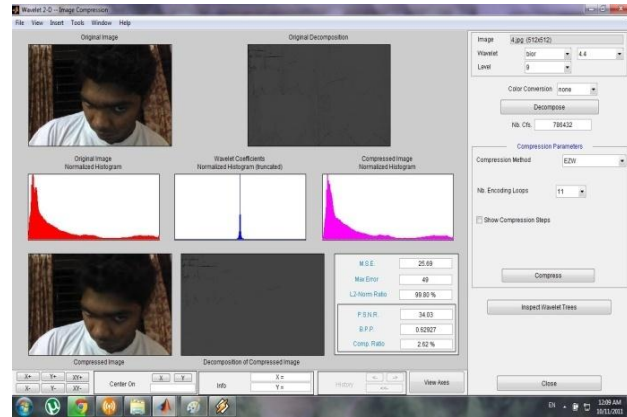 Wavelet 2-D -- Image Compression
File View Insert Tools Window Help
Original Image
Original Decomposition
Image 4.jpg (512x512)
Wavelet bior 4.4
Level 9
Color Conversion none
Decompose
Nb. Cfs. 786432
Compression Parameters
Compression Method EZW
Nb. Encoding Loops 11
Show Compression Steps
Compress
Inspect Wavelet Trees
Close
Original Image
Normalized Histogram
Wavelet Coefficients
Normalized Histogram (truncated)
Compressed Image
Normalized Histogram
M.S.E. 25.69
Max Error 49
L2-Norm Ratio 99.80 %
P.S.N.R. 34.03
B.P.P. 0.62927
Comp. Ratio 2.62 %
Compressed Image
Decomposition of Compressed Image
X+ Y+ XY+
X- Y- XY-
Center On X Y
Info X =
Y =
History
View Axes
EN
12:09 AM
10/11/2011